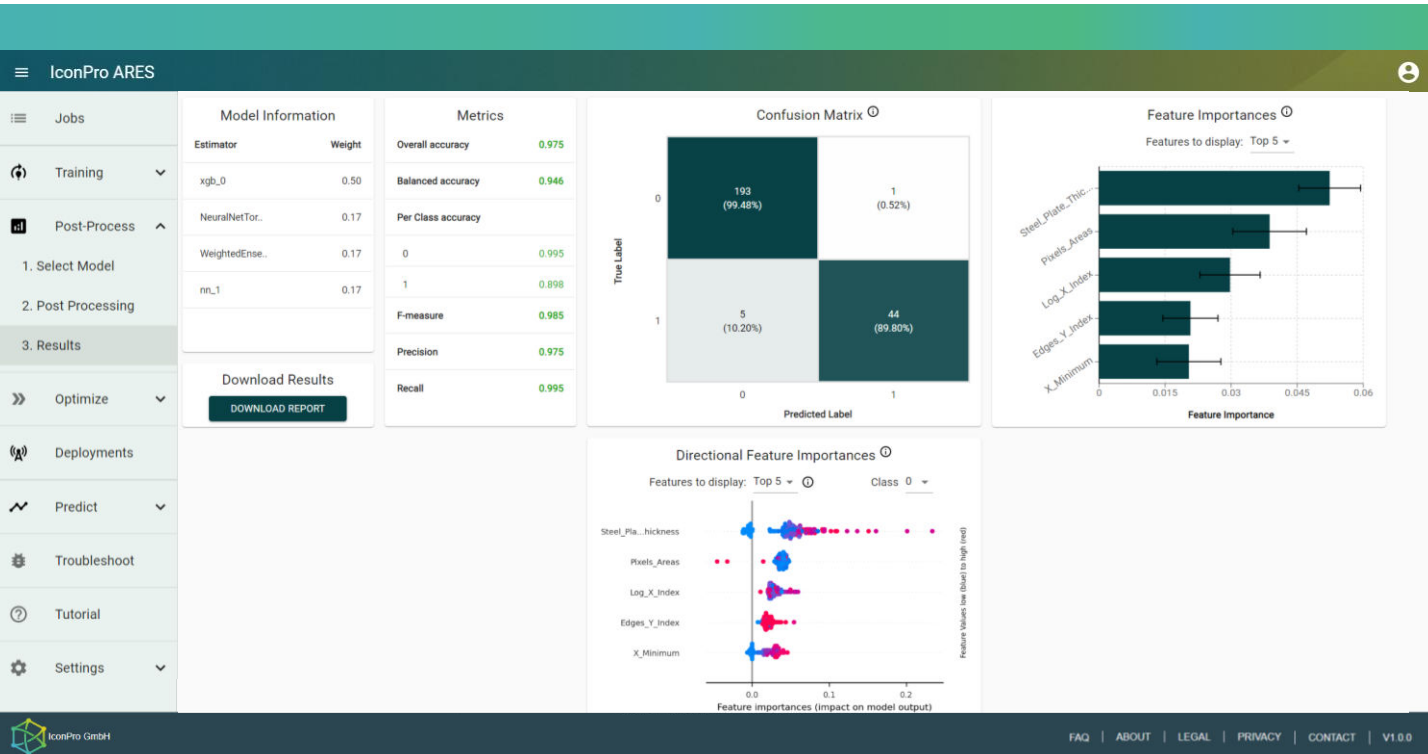 IconPro ARES
Jobs
Training
Post-Process
1. Select Model
2. Post Processing
3. Results
Optimize
Deployments
Predict
Troubleshoot
Tutorial
Settings
Model Information
Estimator Weight
xgb_0 0.50
NeuralNetTor.. 0.17
WeightedEnse.. 0.17
nn_1 0.17
Download Results
DOWNLOAD REPORT
Metrics
Overall accuracy 0.975
Balanced accuracy 0.946
Per Class accuracy
0 0.995
1 0.898
F-measure 0.985
Precision 0.975
Recall 0.995
Confusion Matrix
True Label
0
193
(99.48%)
1
(0.52%)
1
5
(10.20%)
44
(89.80%)
0 1
Predicted Label
Feature Importances
Features to display: Top 5
Steel_Plate_Thic...
Pixels_Areas
Log_X_Index
Edges_Y_Index
X_Minimum
0 0.015 0.03 0.045 0.06
Feature Importance
Directional Feature Importances
Features to display: Top 5 Class 0
Steel_Pla...hickness
Pixels_Areas
Log_X_Index
Edges_Y_Index
X_Minimum
Feature Values low (blue) to high (red)
0.0 0.1 0.2
Feature importances (impact on model output)
IconPro GmbH
FAQ | ABOUT | LEGAL | PRIVACY | CONTACT | V1.0.0